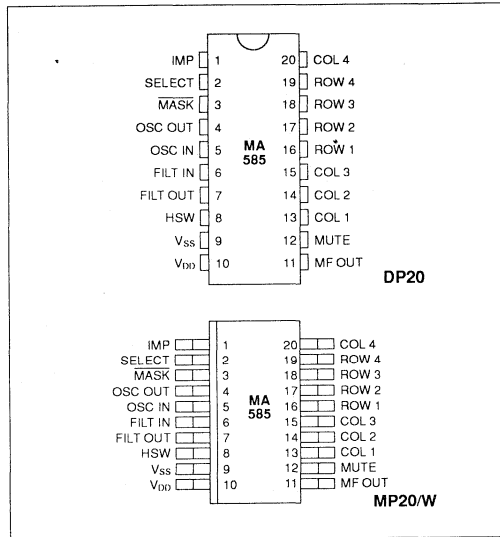 IMP 1 20 COL 4
SELECT 2 19 ROW 4
MASK 3 18 ROW 3
OSC OUT 4 17 ROW 2
OSC IN 5 MA 16 ROW 1
FILT IN 6 585 15 COL 3
FILT OUT 7 14 COL 2
HSW 8 13 COL 1
VSS 9 12 MUTE
VDD 10 11 MF OUT
DP20
IMP 1 20 COL 4
SELECT 2 19 ROW 4
MASK 3 18 ROW 3
OSC OUT 4 MA 17 ROW 2
OSC IN 5 585 16 ROW 1
FILT IN 6 15 COL 3
FILT OUT 7 14 COL 2
HSW 8 13 COL 1
VSS 9 12 MUTE
VDD 10 11 MF OUT
MP20/W